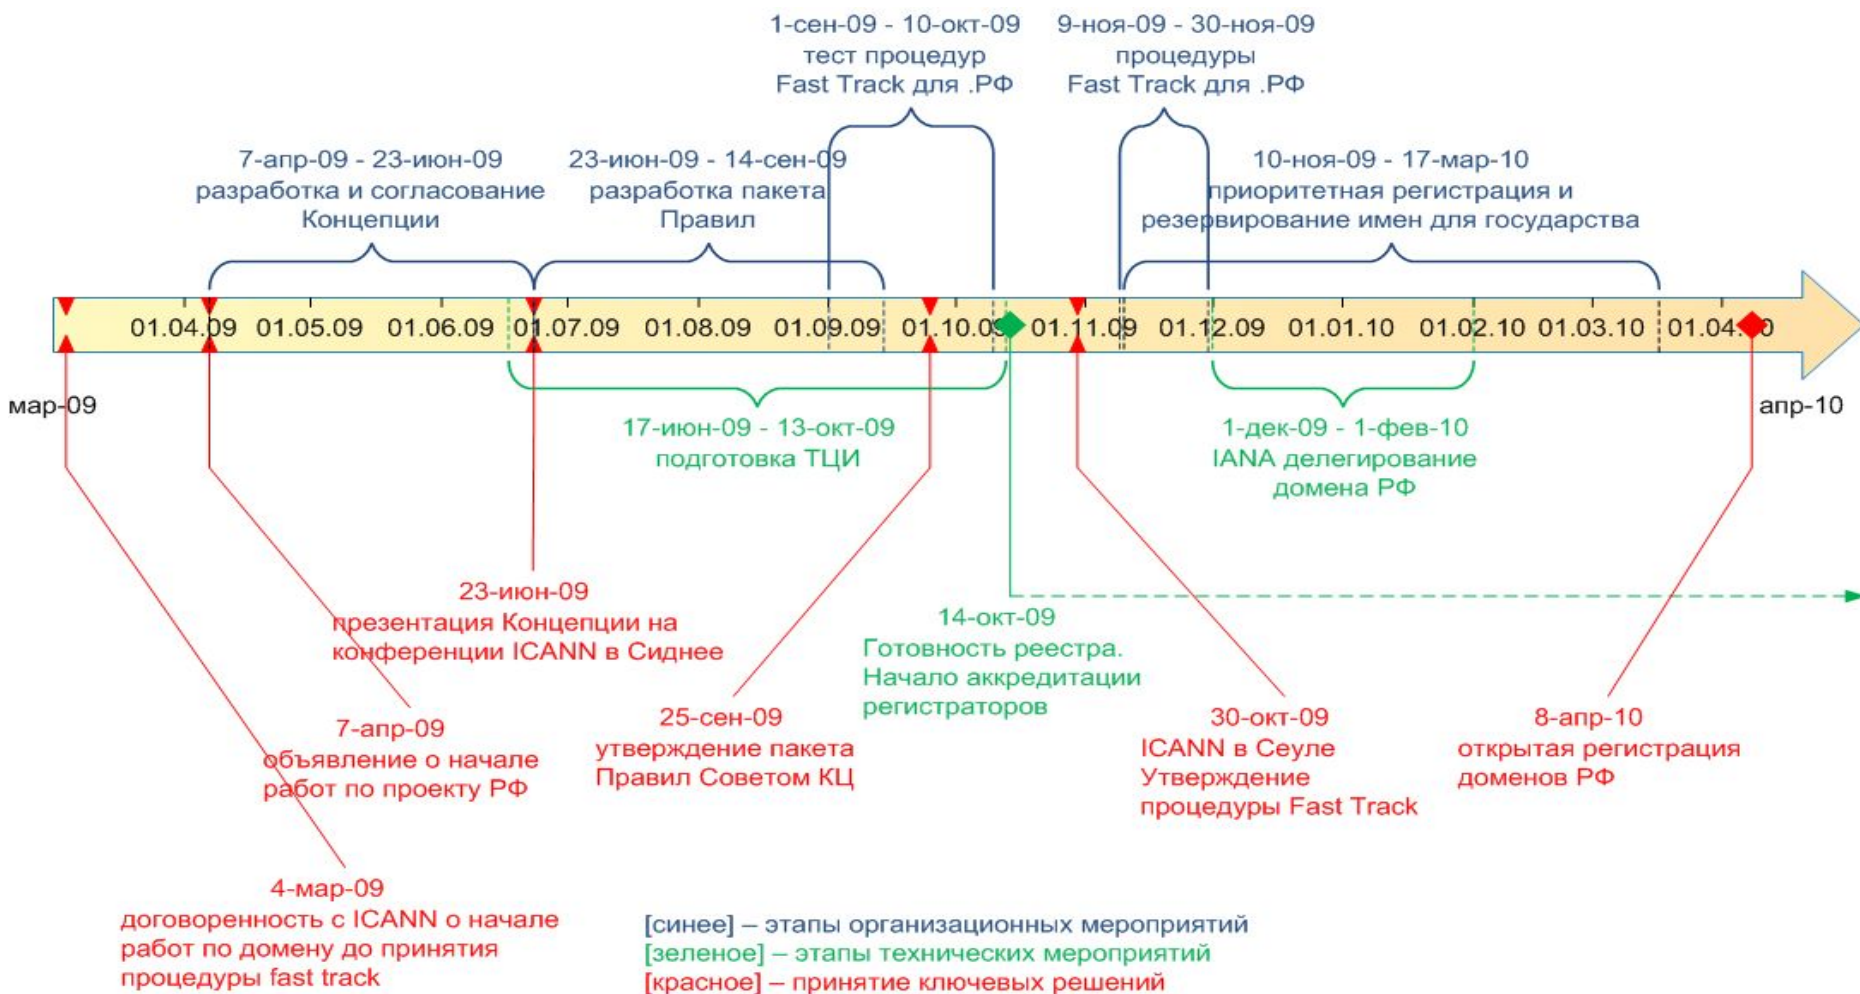 1-сен-09 - 10-окт-09
тест процедур
Fast Track для .РФ
9-ноя-09 - 30-ноя-09
процедуры
Fast Track для .РФ
7-апр-09 - 23-июн-09
разработка и согласование
Концепции
23-июн-09 - 14-сен-09
разработка пакета
Правил
10-ноя-09 - 17-мар-10
приоритетная регистрация и
резервирование имен для государства
01.04.09 01.05.09 01.06.09 01.07.09 01.08.09 01.09.09 01.10.09 01.11.09 01.12.09 01.01.10 01.02.10 01.03.10 01.04.10
мар-09
апр-10
17-июн-09 - 13-окт-09
подготовка ТЦИ
1-дек-09 - 1-фев-10
IANA делегирование
домена РФ
23-июн-09
презентация Концепции на
конференции ICANN в Сиднее
14-окт-09
Готовность реестра.
Начало аккредитации
регистраторов
7-апр-09
объявление о начале
работ по проекту РФ
25-сен-09
утверждение пакета
Правил Советом КЦ
30-окт-09
ICANN в Сеуле
Утверждение
процедуры Fast Track
8-апр-10
открытая регистрация
доменов РФ
4-мар-09
договоренность с ICANN о начале
работ по домену до принятия
процедуры fast track
[синее] – этапы организационных мероприятий
[зеленое] – этапы технических мероприятий
[красное] – принятие ключевых решений